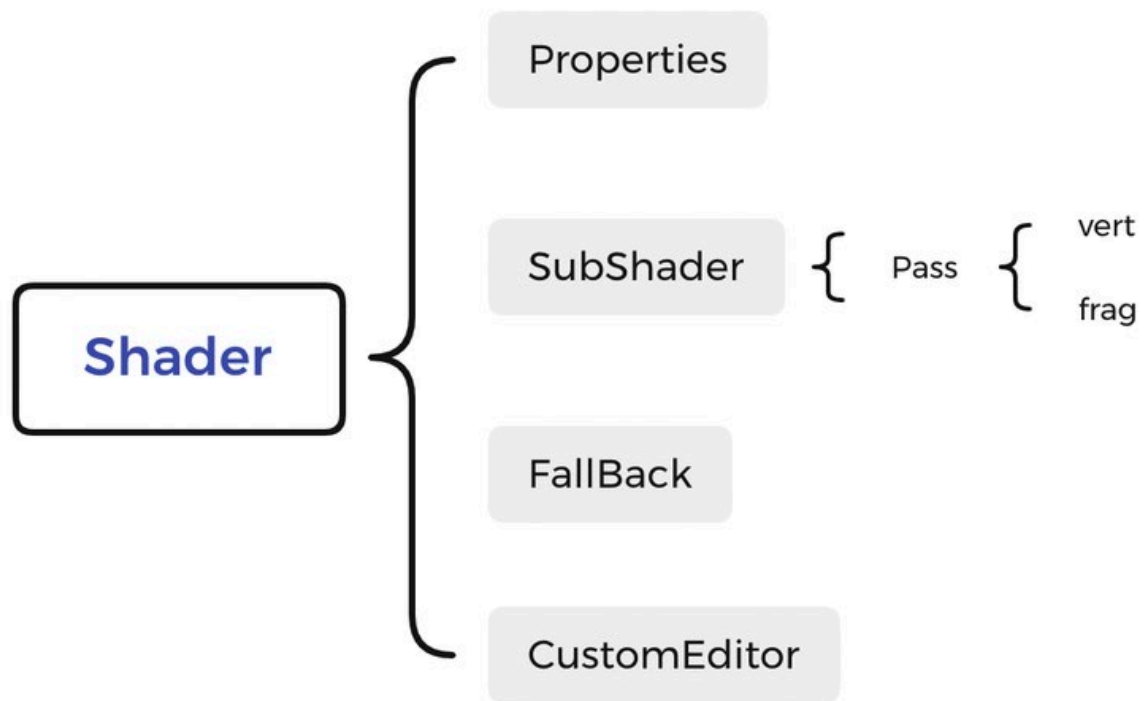 Shader
Properties
SubShader
Pass
vert
frag
FallBack
CustomEditor